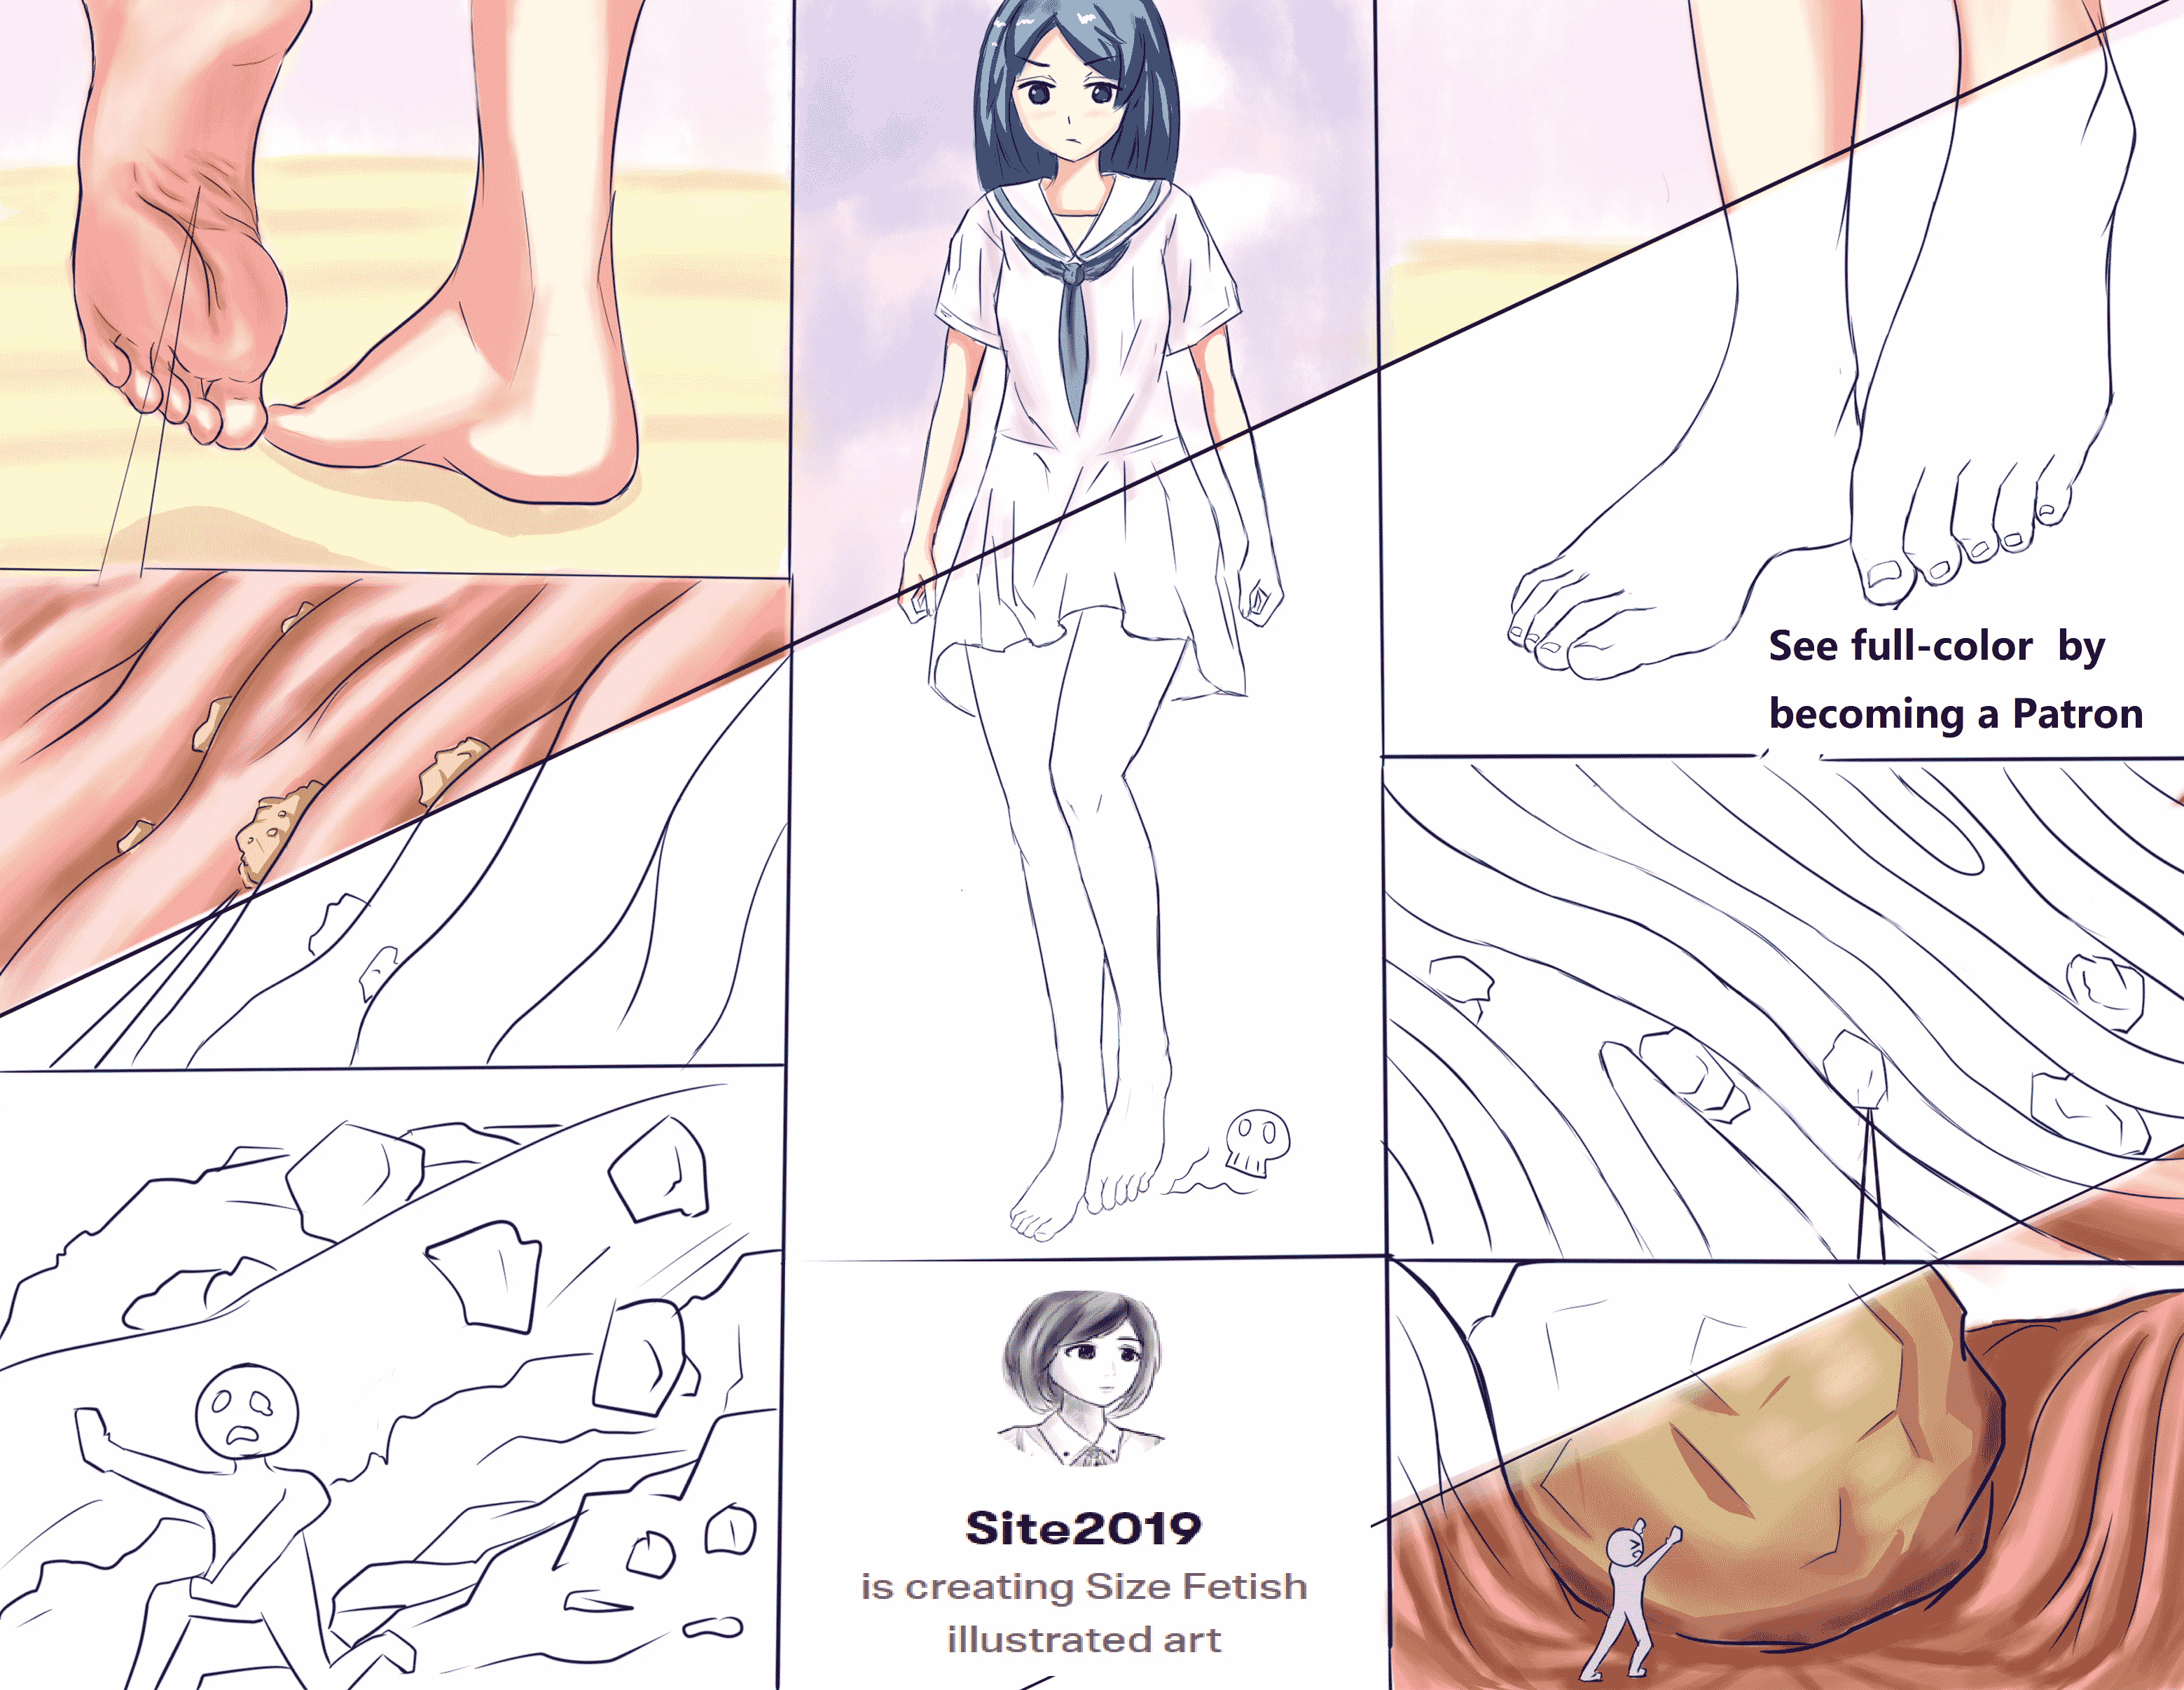 See full-color by
becoming a Patron
Site2019
is creating Size Fetish
illustrated art